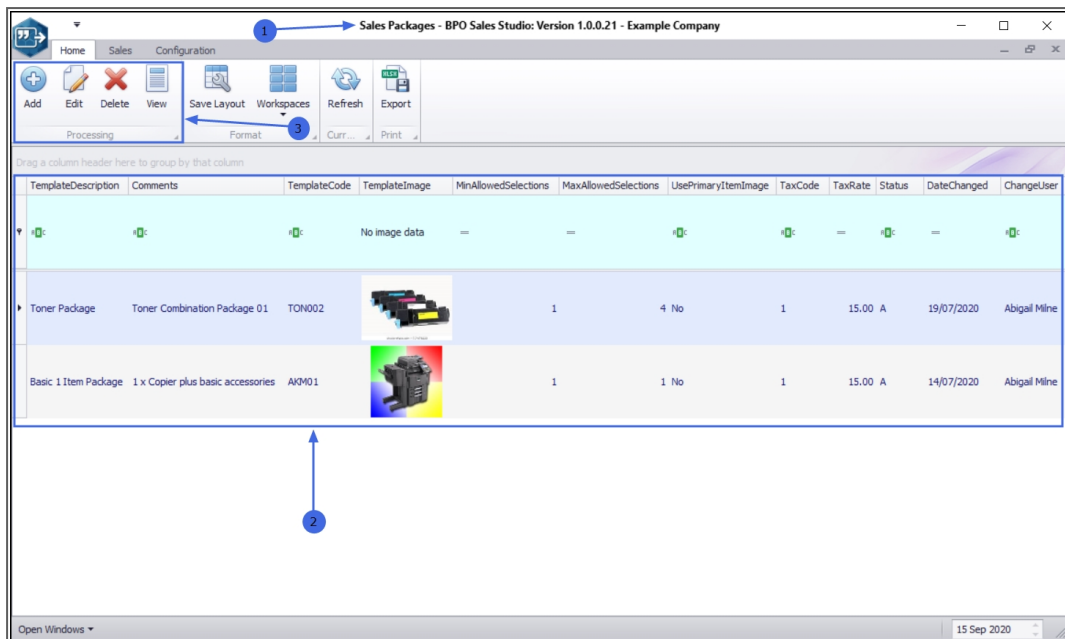 1
Sales Packages - BPO Sales Studio: Version 1.0.0.21 - Example Company
Home Sales Configuration
Add Edit Delete View Save Layout Workspaces Refresh Export
3
Processing Format Curr... Print
Drag a column header here to group by that column
TemplateDescription Comments TemplateCode TemplateImage MinAllowedSelections MaxAllowedSelections UsePrimaryItemImage TaxCode TaxRate Status DateChanged ChangeUser
No image data = = = =
Toner Package Toner Combination Package 01 TON002 1 4 No 1 15.00 A 19/07/2020 Abigail Milne
Basic 1 Item Package 1 x Copier plus basic accessories AKM01 1 1 No 1 15.00 A 14/07/2020 Abigail Milne
2
Open Windows 15 Sep 2020